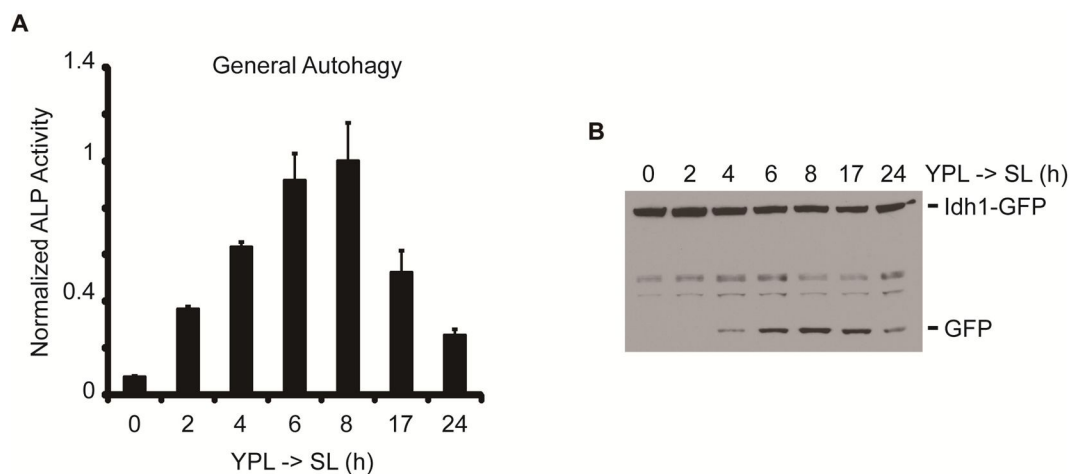 A
General Autohagy
Normalized ALP Activity
1.4
1
0.4
0
0 2 4 6 8 17 24
YPL -> SL (h)
B
0 2 4 6 8 17 24 YPL -> SL (h)
Idh1-GFP
GFP